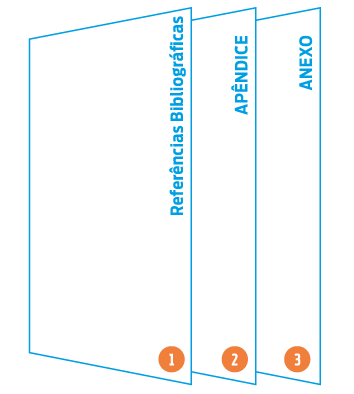 Referências Bibliográficas
APÊNDICE
ANEXO
1
2
3